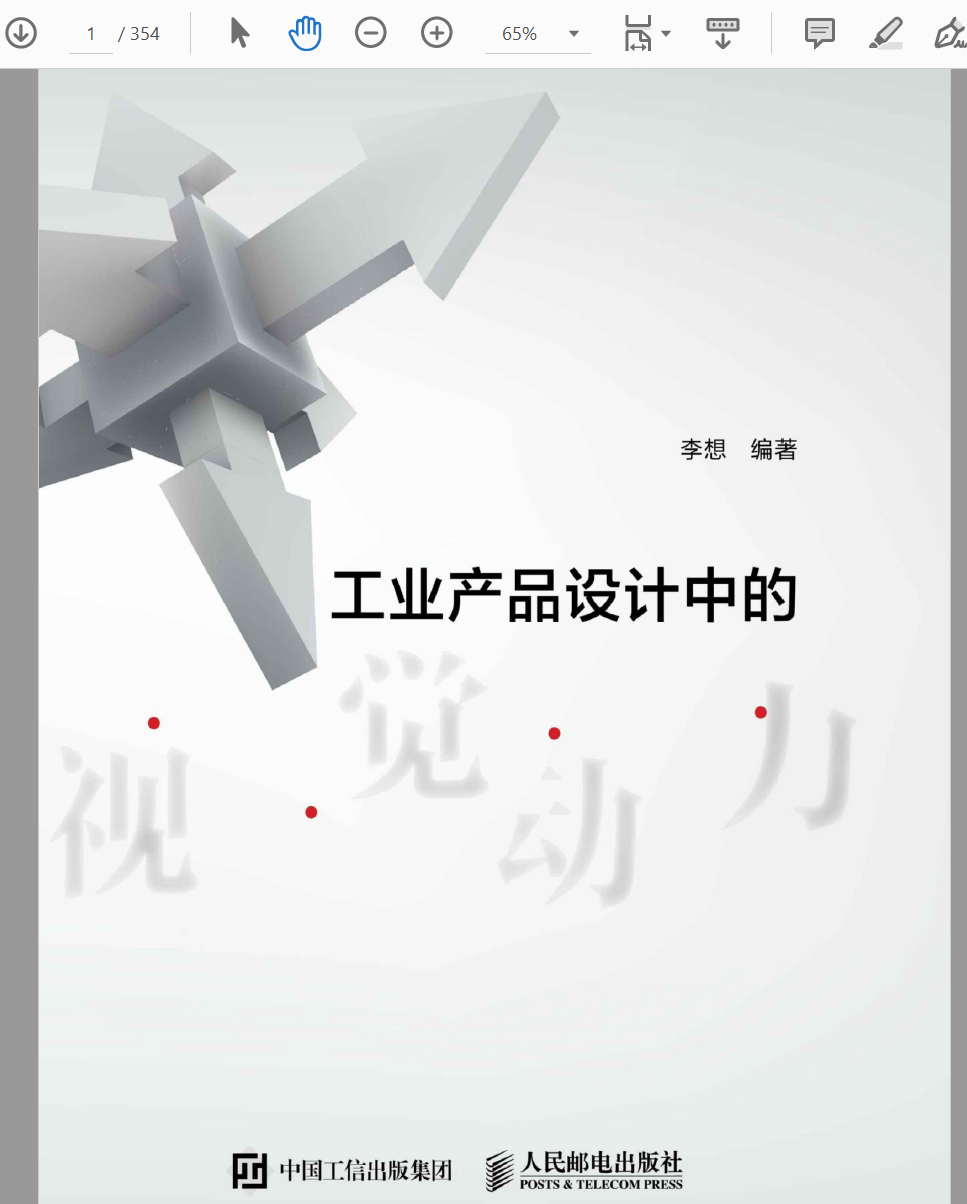 1 / 354 65%
李想 编著
工业产品设计中的
视觉动力
中国工信出版集团
人民邮电出版社
POSTS & TELECOM PRESS